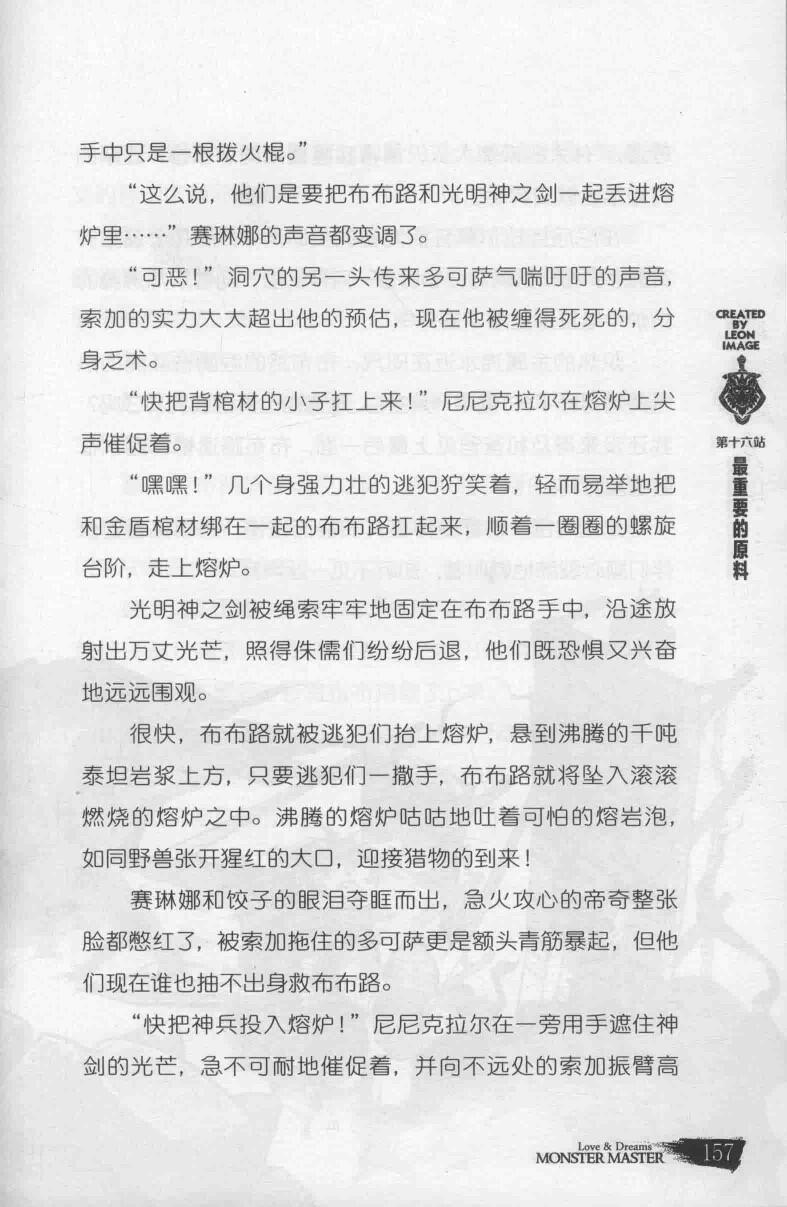 手中只是一根拨火棍。”
“这么说，他们是要把布布路和光明神之剑一起丢进熔
炉里……”赛琳娜的声音都变调了。
“可恶！”洞穴的另一头传来多可萨气喘吁吁的声音，
索加的实力大大超出他的预估，现在他被缠得死死的，分
身乏术。
“快把背棺材的小子扛上来！”尼尼克拉尔在熔炉上尖
声催促着。
“嘿嘿！”几个身强力壮的逃犯狞笑着，轻而易举地把
和金盾棺材绑在一起的布布路扛起来，顺着一圈圈的螺旋
台阶，走上熔炉。
光明神之剑被绳索牢牢地固定在布布路手中，沿途放
射出万丈光芒，照得侏儒们纷纷后退，他们既恐惧又兴奋
地远远围观。
很快，布布路就被逃犯们抬上熔炉，悬到沸腾的千吨
泰坦岩浆上方，只要逃犯们一撒手，布布路就将坠入滚滚
燃烧的熔炉之中。沸腾的熔炉咕咕地吐着可怕的熔岩泡，
如同野兽张开猩红的大口，迎接猎物的到来！
赛琳娜和饺子的眼泪夺眶而出，急火攻心的帝奇整张
脸都憋红了，被索加拖住的多可萨更是额头青筋暴起，但他
们现在谁也抽不出身救布布路。
“快把神兵投入熔炉！”尼尼克拉尔在一旁用手遮住神
剑的光芒，急不可耐地催促着，并向不远处的索加振臂高
CREATED
BY
LEON
IMAGE
第十六站
最重要的原料
Love & Dreams
MONSTER MASTER
157